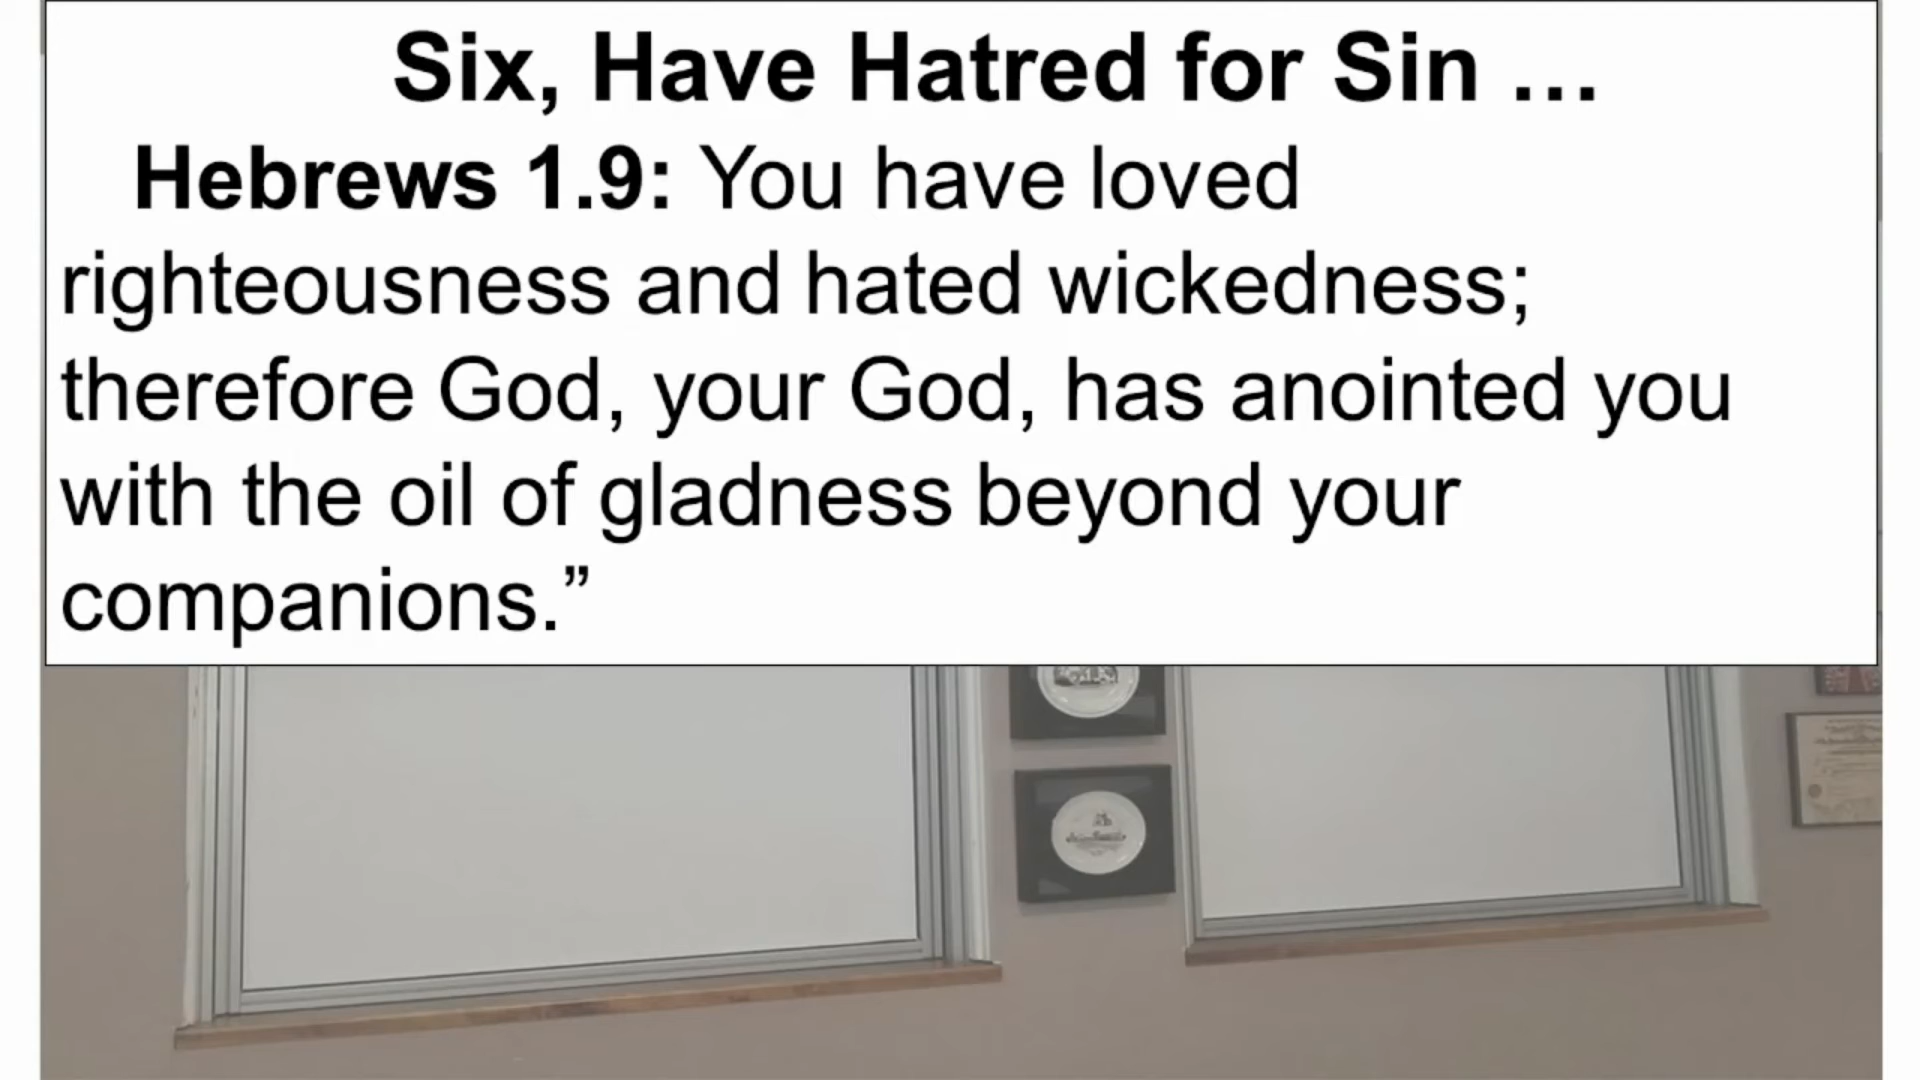 Six, Have Hatred for Sin …
Hebrews 1.9: You have loved
righteousness and hated wickedness;
therefore God, your God, has anointed you
with the oil of gladness beyond your
companions.”